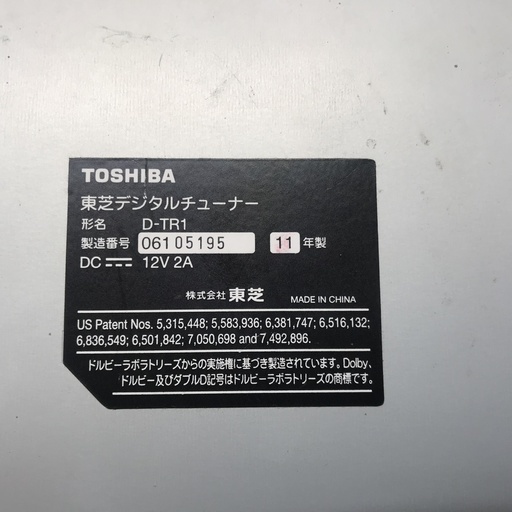 TOSHIBA
東芝デジタルチューナー
形名 D-TR1
製造番号 06105195 11年製
DC 12V 2A
株式会社 東芝 MADE IN CHINA
US Patent Nos. 5,315,448; 5,583,936; 6,381,747; 6,516,132;
6,836,549; 6,501,842; 7,050,698 and 7,492,896.
ドルビーラボラトリーズからの実施権に基づき製造されています。Dolby、
ドルビー及びダブルD記号はドルビーラボラトリーズの商標です。